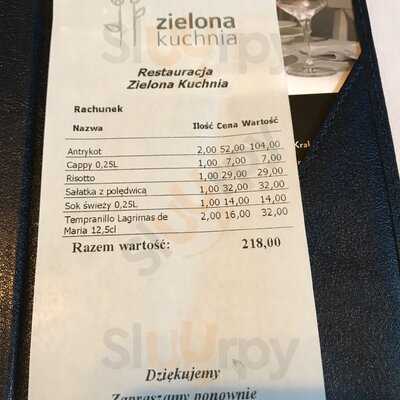 zielona
kuchnia
Restauracja
Zielona Kuchnia
Rachunek
Nazwa Ilość Cena Wartość
Antrykot 2,00 52,00 104,00
Cappy 0,25L 1,00 7,00 7,00
Risotto 1,00 29,00 29,00
Sałatka z polędwicą 1,00 32,00 32,00
Sok świeży 0,25L 1,00 14,00 14,00
Tempranillo Lagrimas de 2,00 16,00 32,00
Maria 12,5cl
Razem wartość: 218,00
Dziękujemy
Zapraszamy ponownie
Sluurpy
Sluurpy